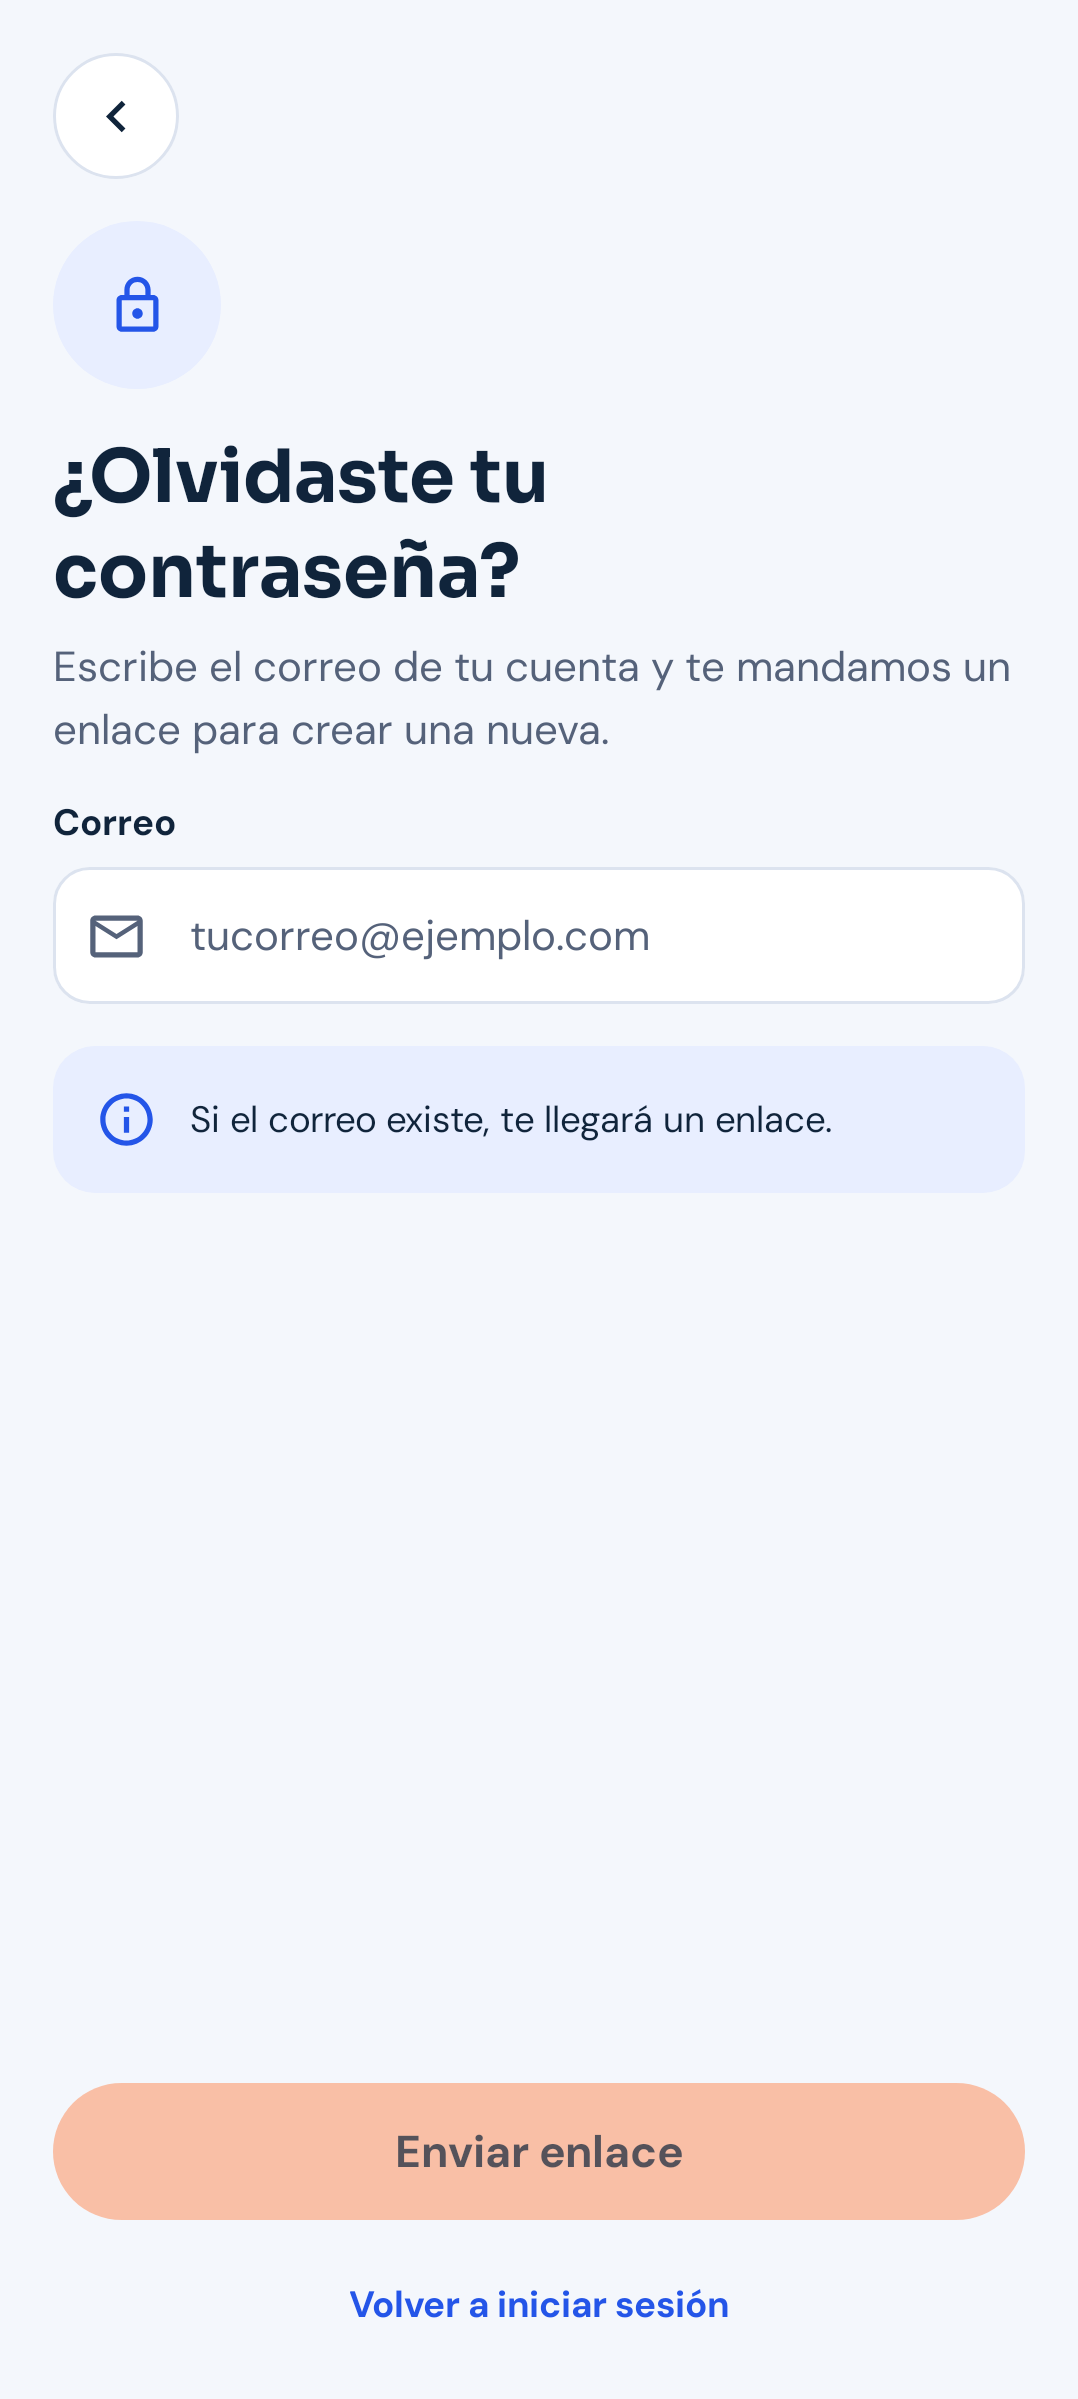 ¿Olvidaste tu
contraseña?
Escribe el correo de tu cuenta y te mandamos un
enlace para crear una nueva.
Correo
tucorreo@ejemplo.com
Si el correo existe, te llegará un enlace.
Enviar enlace
Volver a iniciar sesión